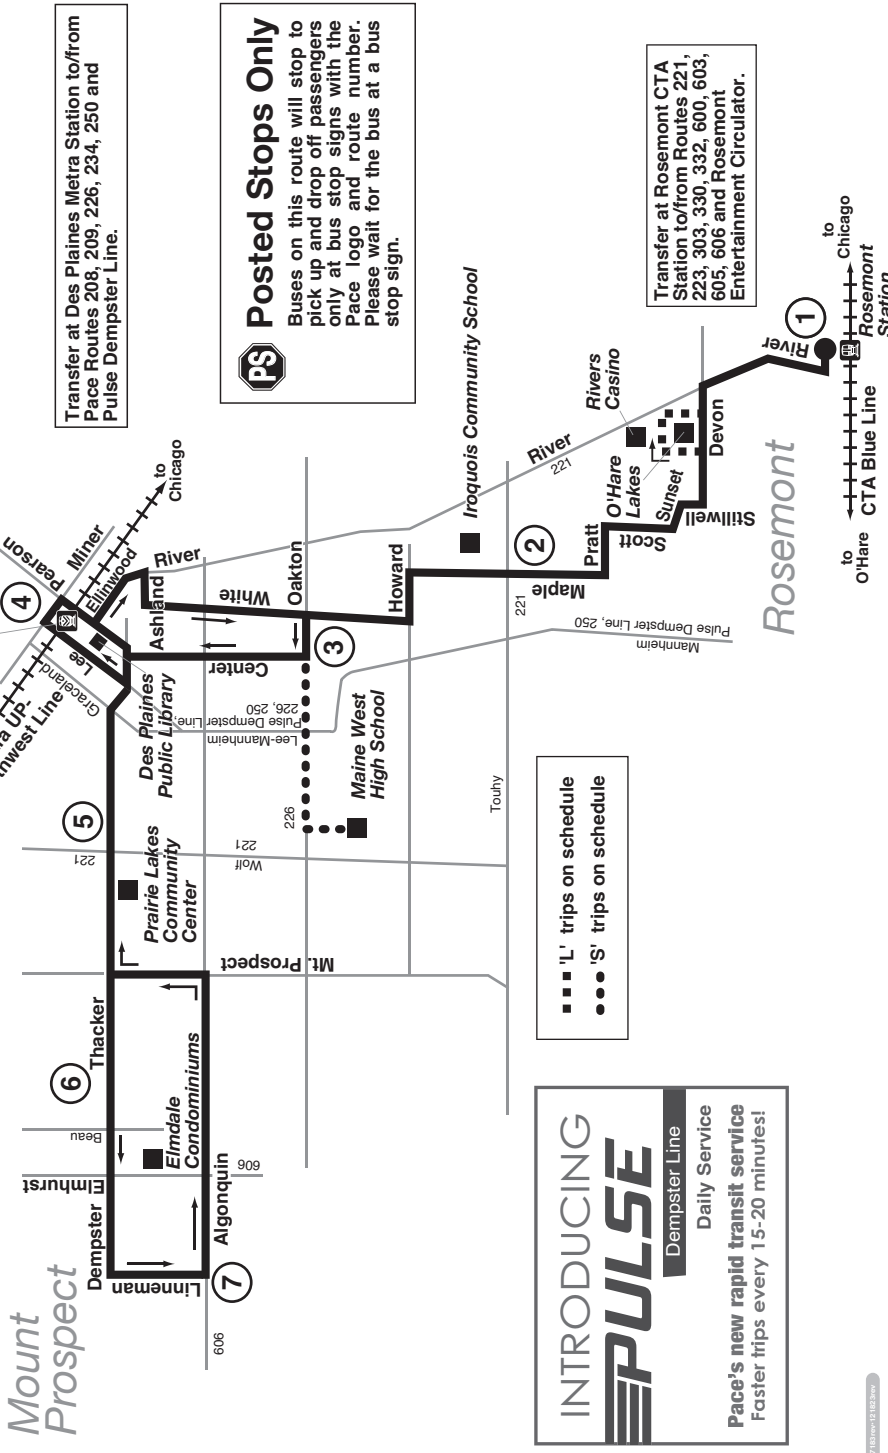 Mount
Prospect
Transfer at Des Plaines Metra Station to/from
Pace Routes 208, 209, 226, 234, 250 and
Pulse Dempster Line.
PS Posted Stops Only
Buses on this route will stop to
pick up and drop off passengers
only at bus stop signs with the
Pace logo and route number.
Please wait for the bus at a bus
stop sign.
Transfer at Rosemont CTA
Station to/from Routes 221,
223, 303, 330, 332, 600, 603,
605, 606 and Rosemont
Entertainment Circulator.
Pearson
Miner
Ellinwood
4
Lee
Graceland
UP-
Line
to
Chicago
River
Ashland
White
Oakton
Center
3
Des Plaines
Public Library
Howard
Iroquois Community School
2
Maple
221
Pratt
Scott
Sunset
Stillwell
Devon
O'Hare
Lakes
Rivers
Casino
River
221
River
1
to
Chicago
Rosemont
Station
CTA Blue Line
to
O'Hare
Rosemont
Mannheim
Pulse Dempster Line, 250
Lee-Mannheim
Pulse Dempster Line,
226, 250
Maine West
High School
226
Touhy
5
221
Wolf
221
Prairie Lakes
Community
Center
Mt. Prospect
Thacker
6
Beau
Elmdale
Condominiums
Elmhurst
606
Dempster
Algonquin
Linneman
7
606
'L' trips on schedule
'S' trips on schedule
INTRODUCING
PULSE
Dempster Line
Daily Service
Pace's new rapid transit service
Faster trips every 15-20 minutes!